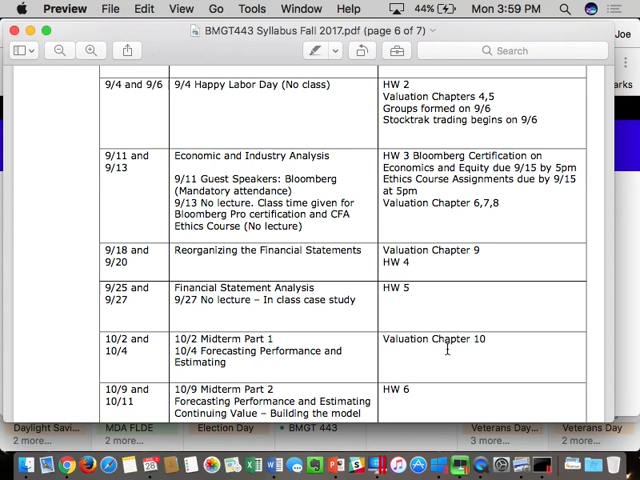 Preview File Edit View Go Tools Window Help 44% Mon 3:59 PM
BMGT443 Syllabus Fall 2017.pdf (page 6 of 7)
Joe
Search
arks
9/4 and 9/6
9/4 Happy Labor Day (No class)
HW 2
Valuation Chapters 4,5
Groups formed on 9/6
Stocktrak trading begins on 9/6
9/11 and
9/13
Economic and Industry Analysis
9/11 Guest Speakers: Bloomberg
(Mandatory attendance)
9/13 No lecture. Class time given for
Bloomberg Pro certification and CFA
Ethics Course (No lecture)
HW 3 Bloomberg Certification on
Economics and Equity due 9/15 by 5pm
Ethics Course Assignments due by 9/15
at 5pm
Valuation Chapter 6,7,8
9/18 and
9/20
Reorganizing the Financial Statements
Valuation Chapter 9
HW 4
9/25 and
9/27
Financial Statement Analysis
9/27 No lecture – In class case study
HW 5
10/2 and
10/4
10/2 Midterm Part 1
10/4 Forecasting Performance and
Estimating
Valuation Chapter 10
10/9 and
10/11
10/9 Midterm Part 2
Forecasting Performance and Estimating
Continuing Value – Building the model
HW 6
Daylight Savi... MDA FLDE Election Day • BMGT 443 Veterans Day... Veterans Day...
2 more... 3 more... 2 more...
28